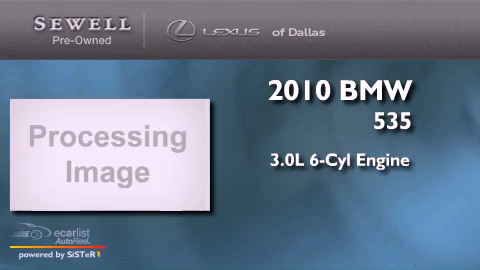 SEWELL
Pre-Owned
LEXUS of Dallas
2010 BMW
535
3.0L 6-Cyl Engine
Processing
Image
ecarlist
AutoReel
powered by SiSTeR